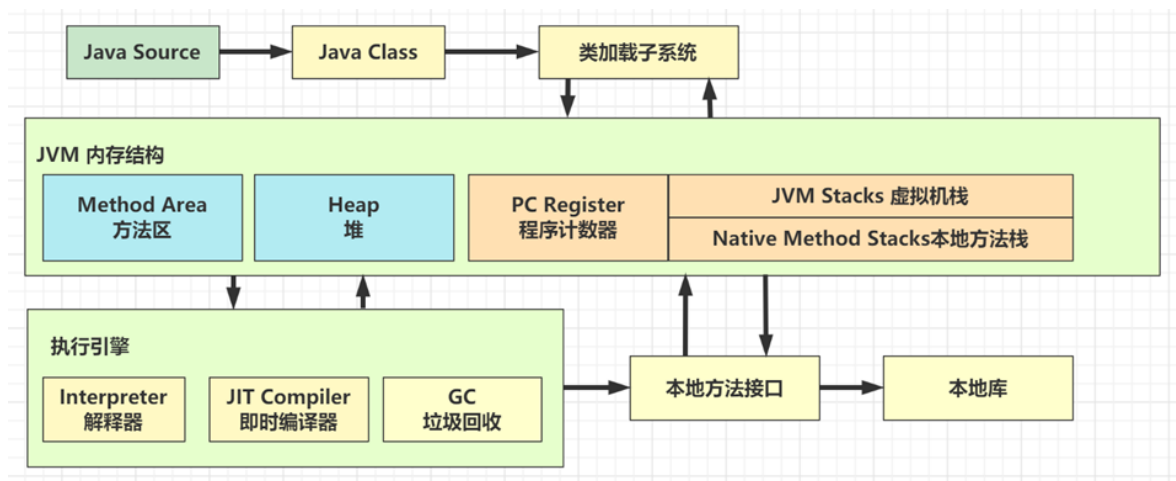 Java Source
Java Class
类加载子系统
JVM 内存结构
Method Area
方法区
Heap
堆
PC Register
程序计数器
JVM Stacks 虚拟机栈
Native Method Stacks本地方法栈
执行引擎
Interpreter
解释器
JIT Compiler
即时编译器
GC
垃圾回收
本地方法接口
本地库